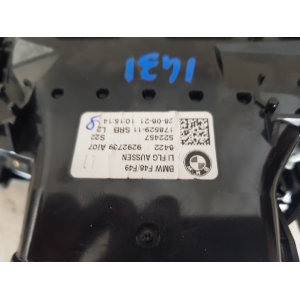 1431
BMW F48/F49
LI FLG AUSSEN
6422 9292739 AI07
522457 S22
178529-11 SRB L2
28-06-21 10:15:14
8